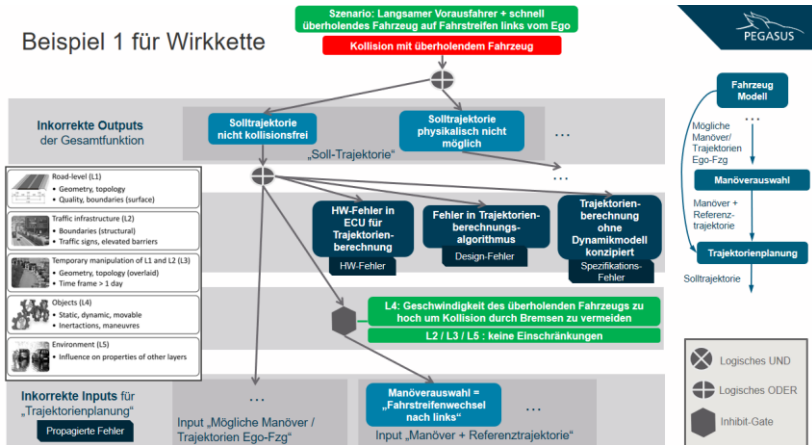 Beispiel 1 für Wirkkette
Szenario: Langsamer Vorausfahrer + schnell
überholendes Fahrzeug auf Fahrstreifen links vom Ego
Kollision mit überholendem Fahrzeug
PEGASUS
Inkorrekte Outputs
der Gesamtfunktion
Solltrajektorie
nicht kollisionsfrei
Solltrajektorie
physikalisch nicht
möglich
...
„Soll-Trajektorie“
...
Road-level (L1)
• Geometry, topology
• Quality, boundaries (surface)
Traffic infrastructure (L2)
• Boundaries (structural)
• Traffic signs, elevated barriers
Temporary manipulation of L1 and L2 (L3)
• Geometry, topology (overlaid)
• Time frame > 1 day
Objects (L4)
• Static, dynamic, movable
• Inertactions, maneuvres
Environment (L5)
• Influence on properties of other layers
HW-Fehler in
ECU für
Trajektorien-
berechnung
HW-Fehler
Fehler in Trajektorien-
berechnungs-
algorithmus
Design-Fehler
Trajektorien-
berechnung
ohne
Dynamikmodell
konzipiert
Spezifikations-
Fehler
L4: Geschwindigkeit des überholenden Fahrzeugs zu
hoch um Kollision durch Bremsen zu vermeiden
L2 / L3 / L5 : keine Einschränkungen
Inkorrekte Inputs für
„Trajektorienplanung“
Propagierte Fehler
...
Input „Mögliche Manöver /
Trajektorien Ego-Fzg“
Manöverauswahl =
„Fahrstreifenwechsel
nach links“
...
Input „Manöver + Referenztrajektorie“
Fahrzeug
Modell
...
Mögliche
Manöver/
Trajektorien
Ego-Fzg
Manöverauswahl
Manöver +
Referenz-
trajektorie
Trajektorienplanung
Solltrajektorie
Logisches UND
Logisches ODER
Inhibit-Gate